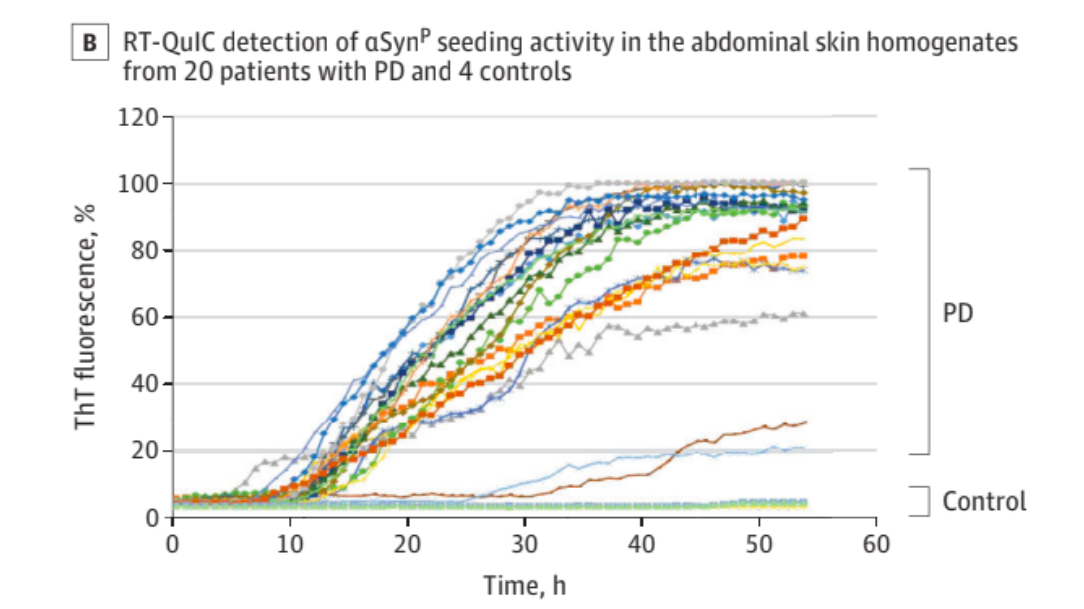 B RT-QuIC detection of αSynᴾ seeding activity in the abdominal skin homogenates
from 20 patients with PD and 4 controls
120
100
80
60
40
20
0
ThT fluorescence, %
0 10 20 30 40 50 60
Time, h
PD
Control